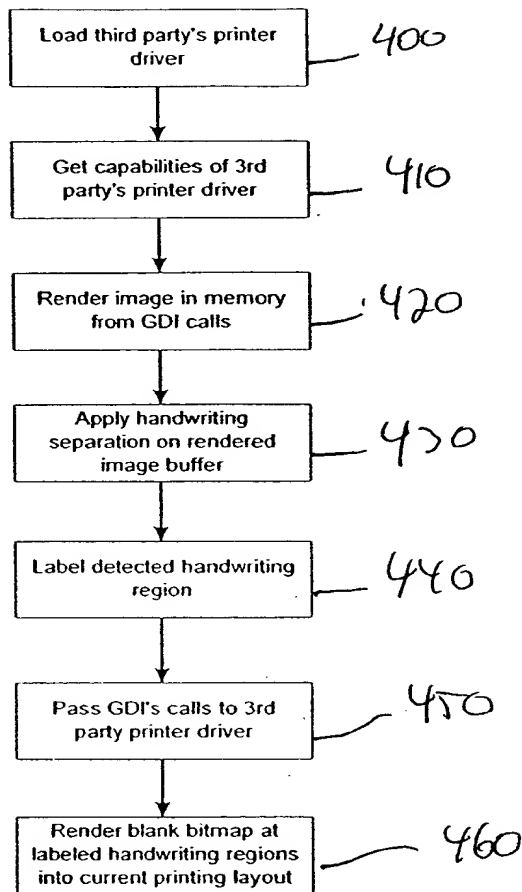 Load third party's printer
driver
400
Get capabilities of 3rd
party's printer driver
410
Render image in memory
from GDI calls
420
Apply handwriting
separation on rendered
image buffer
430
Label detected handwriting
region
440
Pass GDI's calls to 3rd
party printer driver
450
Render blank bitmap at
labeled handwriting regions
into current printing layout
460